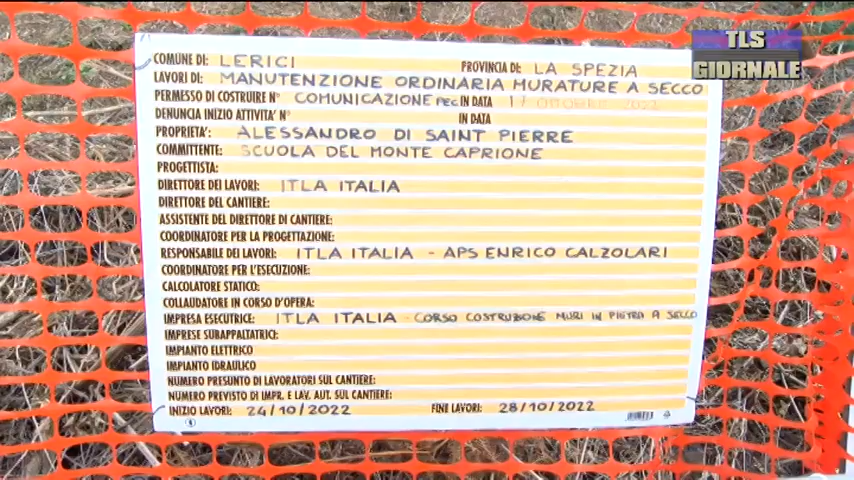 TLS
GIORNALE
COMUNE DI: LERICI PROVINCIA DI: LA SPEZIA
LAVORI DI: MANUTENZIONE ORDINARIA MURATURE A SECCO
PERMESSO DI COSTRUIRE N° COMUNICAZIONE PEC IN DATA 17 OTTOBRE 2022
DENUNCIA INIZIO ATTIVITA' N° IN DATA
PROPRIETA': ALESSANDRO DI SAINT PIERRE
COMMITTENTE: SCUOLA DEL MONTE CAPRIONE
PROGETTISTA:
DIRETTORE DEI LAVORI: ITLA ITALIA
DIRETTORE DEL CANTIERE:
ASSISTENTE DEL DIRETTORE DI CANTIERE:
COORDINATORE PER LA PROGETTAZIONE:
RESPONSABILE DEI LAVORI: ITLA ITALIA - APS ENRICO CALZOLARI
COORDINATORE PER L'ESECUZIONE:
CALCOLATORE STATICO:
COLLAUDATORE IN CORSO D'OPERA:
IMPRESA ESECUTRICE: ITLA ITALIA - CORSO COSTRUZIONE MURI IN PIETRA A SECCO
IMPRESE SUBAPPALTATRICI:
IMPIANTO ELETTRICO
IMPIANTO IDRAULICO
NUMERO PRESUNTO DI LAVORATORI SUL CANTIERE:
NUMERO PREVISTO DI IMPR. E LAV. AUT. SUL CANTIERE:
INIZIO LAVORI: 24/10/2022 FINE LAVORI: 28/10/2022